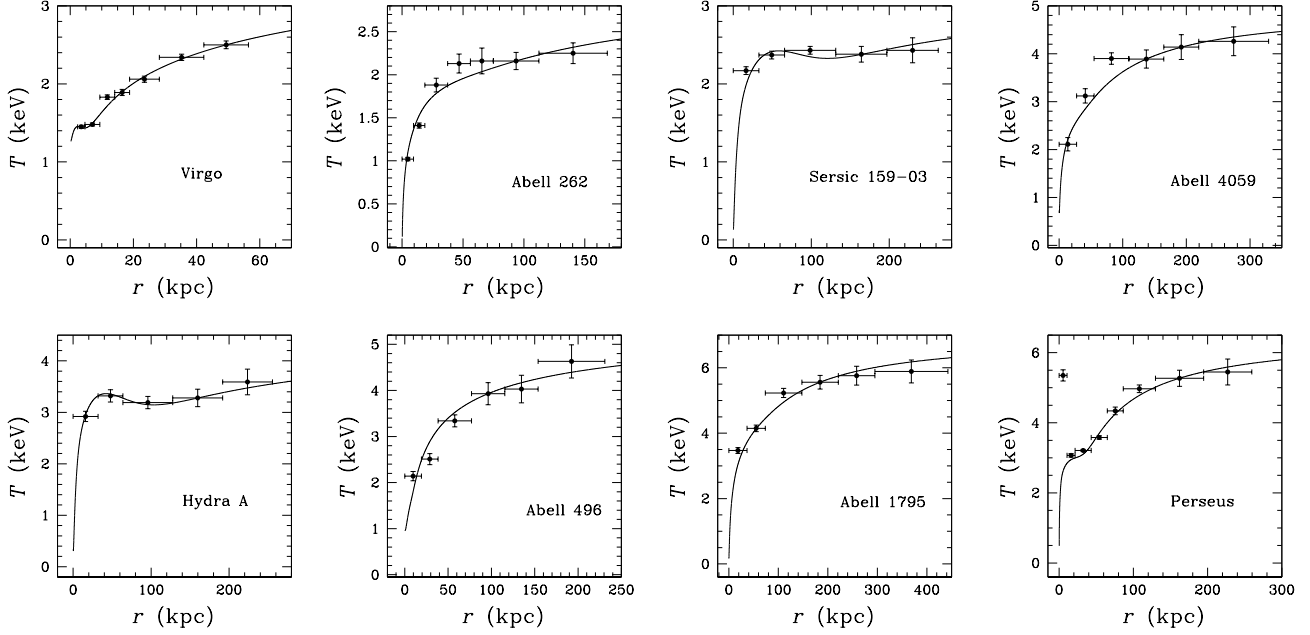 3
2
1
0
T (keV)
Virgo
0 20 40 60
r (kpc)
2.5
2
1.5
1
0.5
0
T (keV)
Abell 262
0 50 100 150
r (kpc)
3
2
1
0
T (keV)
Sersic 159−03
0 100 200
r (kpc)
5
4
3
2
1
0
T (keV)
Abell 4059
0 100 200 300
r (kpc)
4
3
2
1
0
T (keV)
Hydra A
0 100 200
r (kpc)
5
4
3
2
1
0
T (keV)
Abell 496
0 50 100 150 200 250
r (kpc)
6
4
2
0
T (keV)
Abell 1795
0 100 200 300 400
r (kpc)
6
4
2
0
T (keV)
Perseus
0 100 200 300
r (kpc)